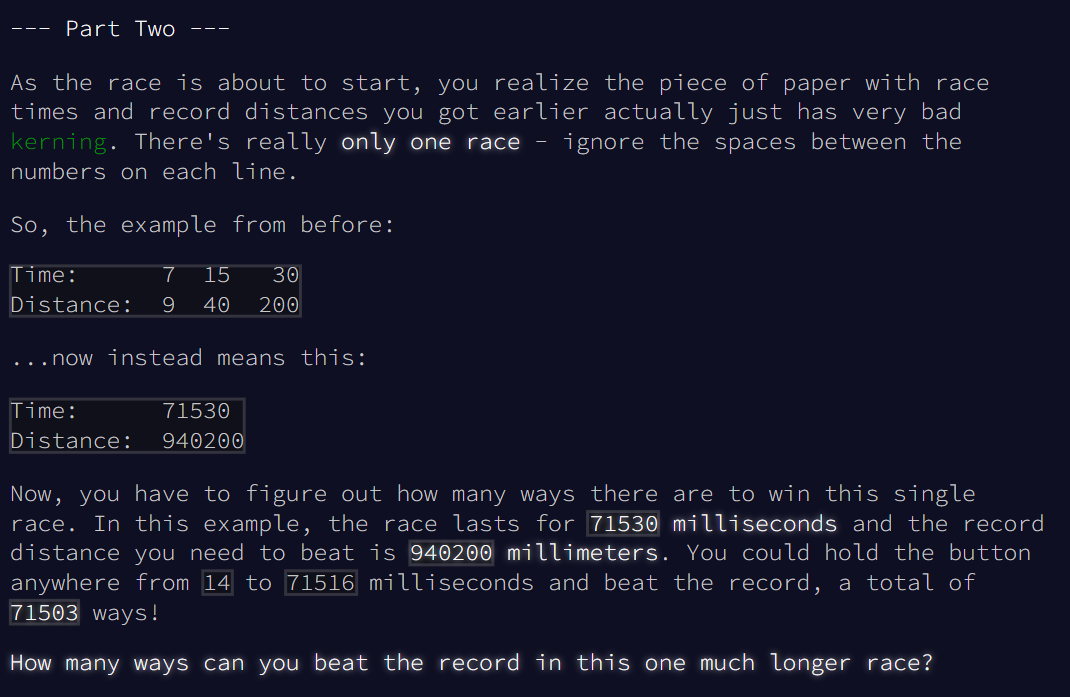 --- Part Two ---
As the race is about to start, you realize the piece of paper with race
times and record distances you got earlier actually just has very bad
kerning. There's really only one race - ignore the spaces between the
numbers on each line.
So, the example from before:
Time:      7  15   30
Distance:  9  40  200
...now instead means this:
Time:      71530
Distance:  940200
Now, you have to figure out how many ways there are to win this single
race. In this example, the race lasts for 71530 milliseconds and the record
distance you need to beat is 940200 millimeters. You could hold the button
anywhere from 14 to 71516 milliseconds and beat the record, a total of
71503 ways!
How many ways can you beat the record in this one much longer race?